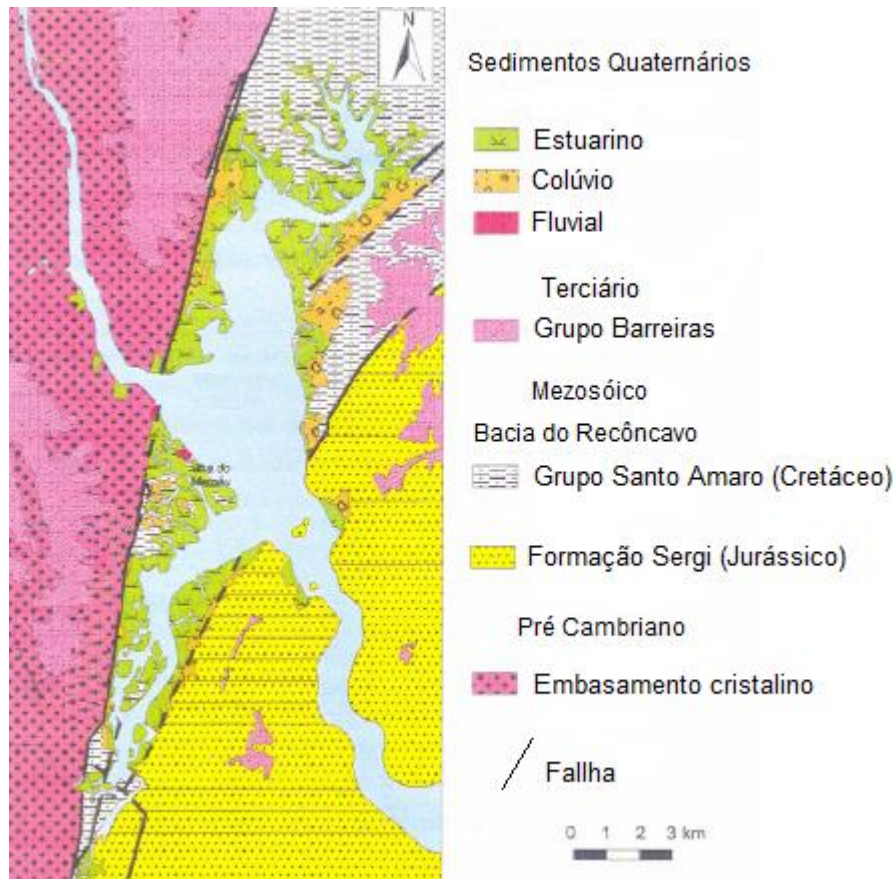 N
Sedimentos Quaternários
Estuarino
Colúvio
Fluvial
Terciário
Grupo Barreiras
Mezosóico
Bacia do Recôncavo
Grupo Santo Amaro (Cretáceo)
Formação Sergi (Jurássico)
Pré Cambriano
Embasamento cristalino
Fallha
0 1 2 3 km